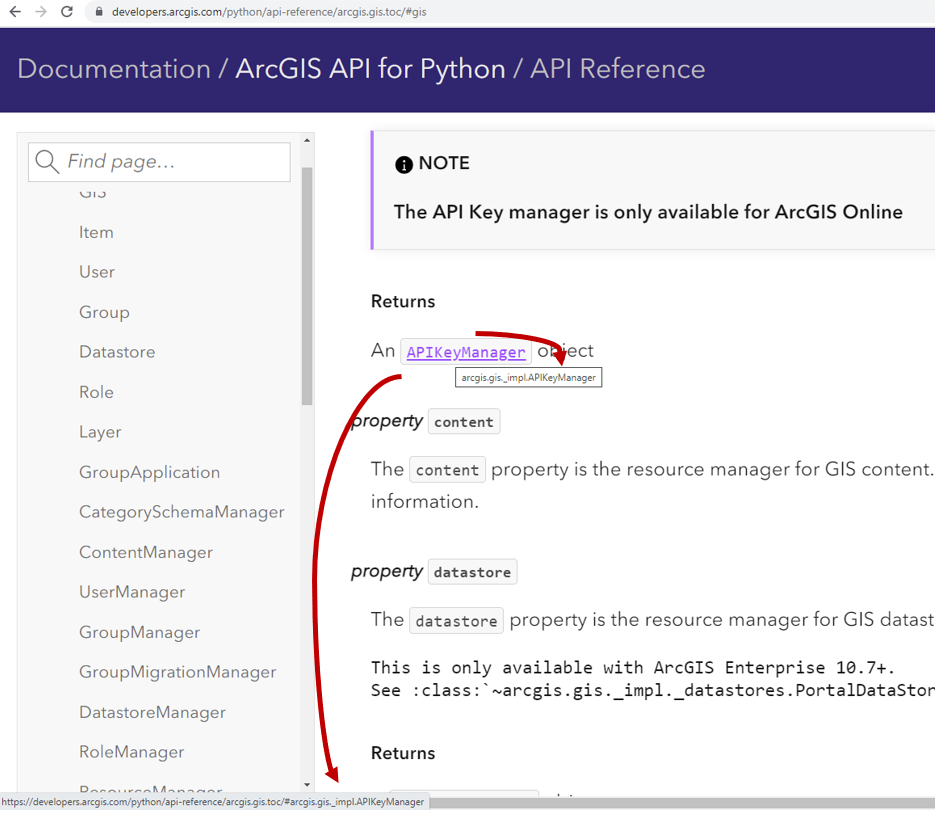 developers.arcgis.com/python/api-reference/arcgis.gis.toc/#gis
Documentation / ArcGIS API for Python / API Reference
Find page...
GIS
Item
User
Group
Datastore
Role
Layer
GroupApplication
CategorySchemaManager
ContentManager
UserManager
GroupManager
GroupMigrationManager
DatastoreManager
RoleManager
ResourceManager
NOTE
The API Key manager is only available for ArcGIS Online
Returns
An APIKeyManager object
arcgis.gis._impl.APIKeyManager
property content
The content property is the resource manager for GIS content.
information.
property datastore
The datastore property is the resource manager for GIS datast
This is only available with ArcGIS Enterprise 10.7+.
See :class:`~arcgis.gis._impl._datastores.PortalDataStor
Returns
https://developers.arcgis.com/python/api-reference/arcgis.gis.toc/#arcgis.gis._impl.APIKeyManager